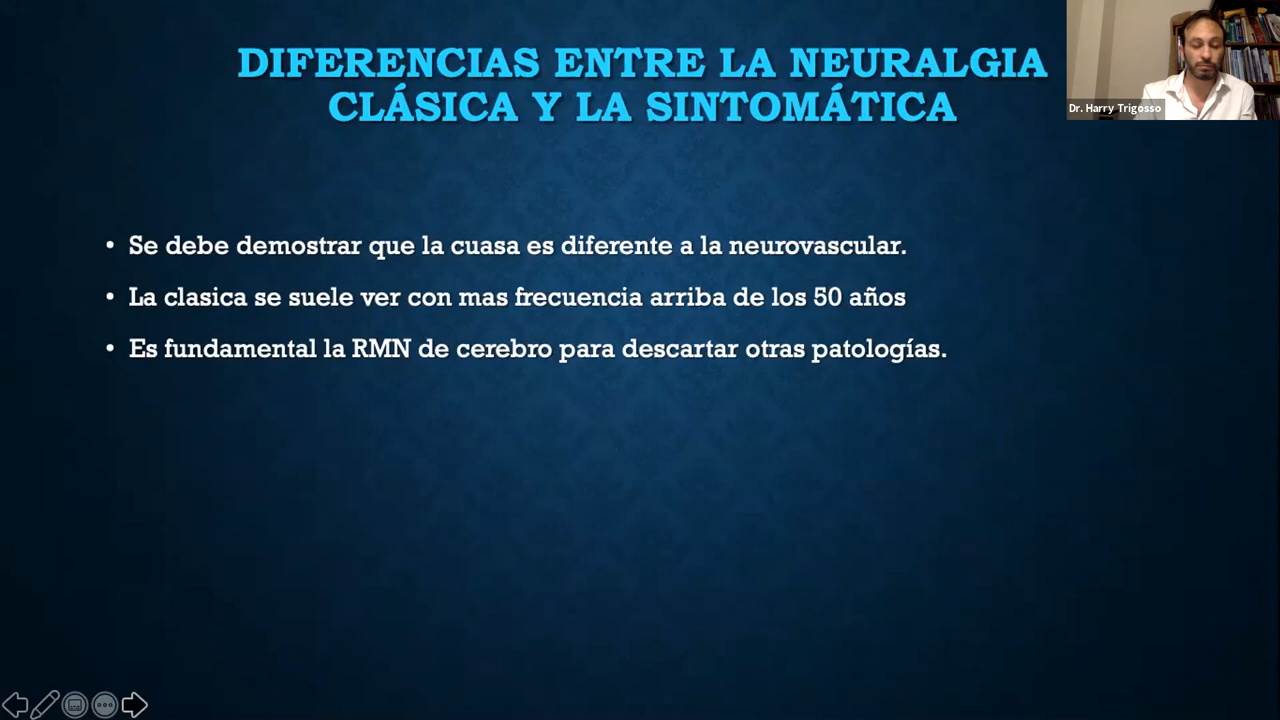 DIFERENCIAS ENTRE LA NEURALGIA
CLÁSICA Y LA SINTOMÁTICA
Dr. Harry Trigosso
• Se debe demostrar que la cuasa es diferente a la neurovascular.
• La clasica se suele ver con mas frecuencia arriba de los 50 años
• Es fundamental la RMN de cerebro para descartar otras patologías.